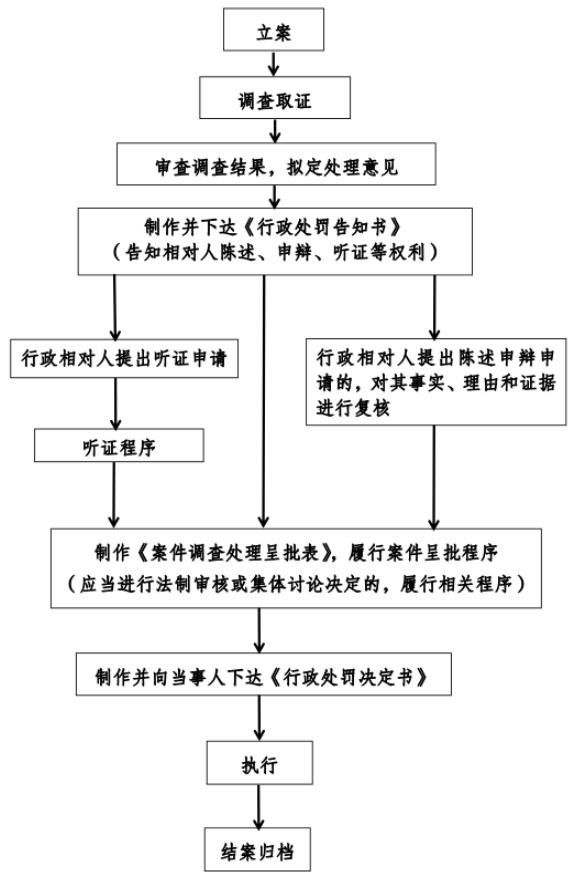 立案
调查取证
审查调查结果，拟定处理意见
制作并下达《行政处罚告知书》
（告知相对人陈述、申辩、听证等权利）
行政相对人提出听证申请
行政相对人提出陈述申辩申
请的，对其事实、理由和证据
进行复核
听证程序
制作《案件调查处理呈批表》，履行案件呈批程序
（应当进行法制审核或集体讨论决定的，履行相关程序）
制作并向当事人下达《行政处罚决定书》
执行
结案归档